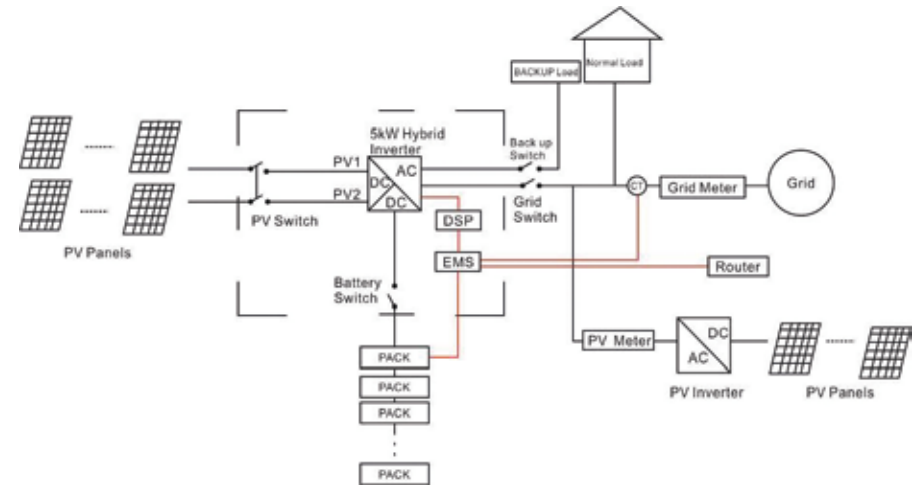 BACKUP Load
Normal Load
5kW Hybrid
Inverter
Back up
Switch
PV1
AC
DC
DC
PV2
CT
Grid Meter
Grid
PV Switch
DSP
Grid
Switch
PV Panels
EMS
Router
Battery
Switch
PV Meter
DC
AC
PACK
PV Inverter
PV Panels
PACK
PACK
PACK